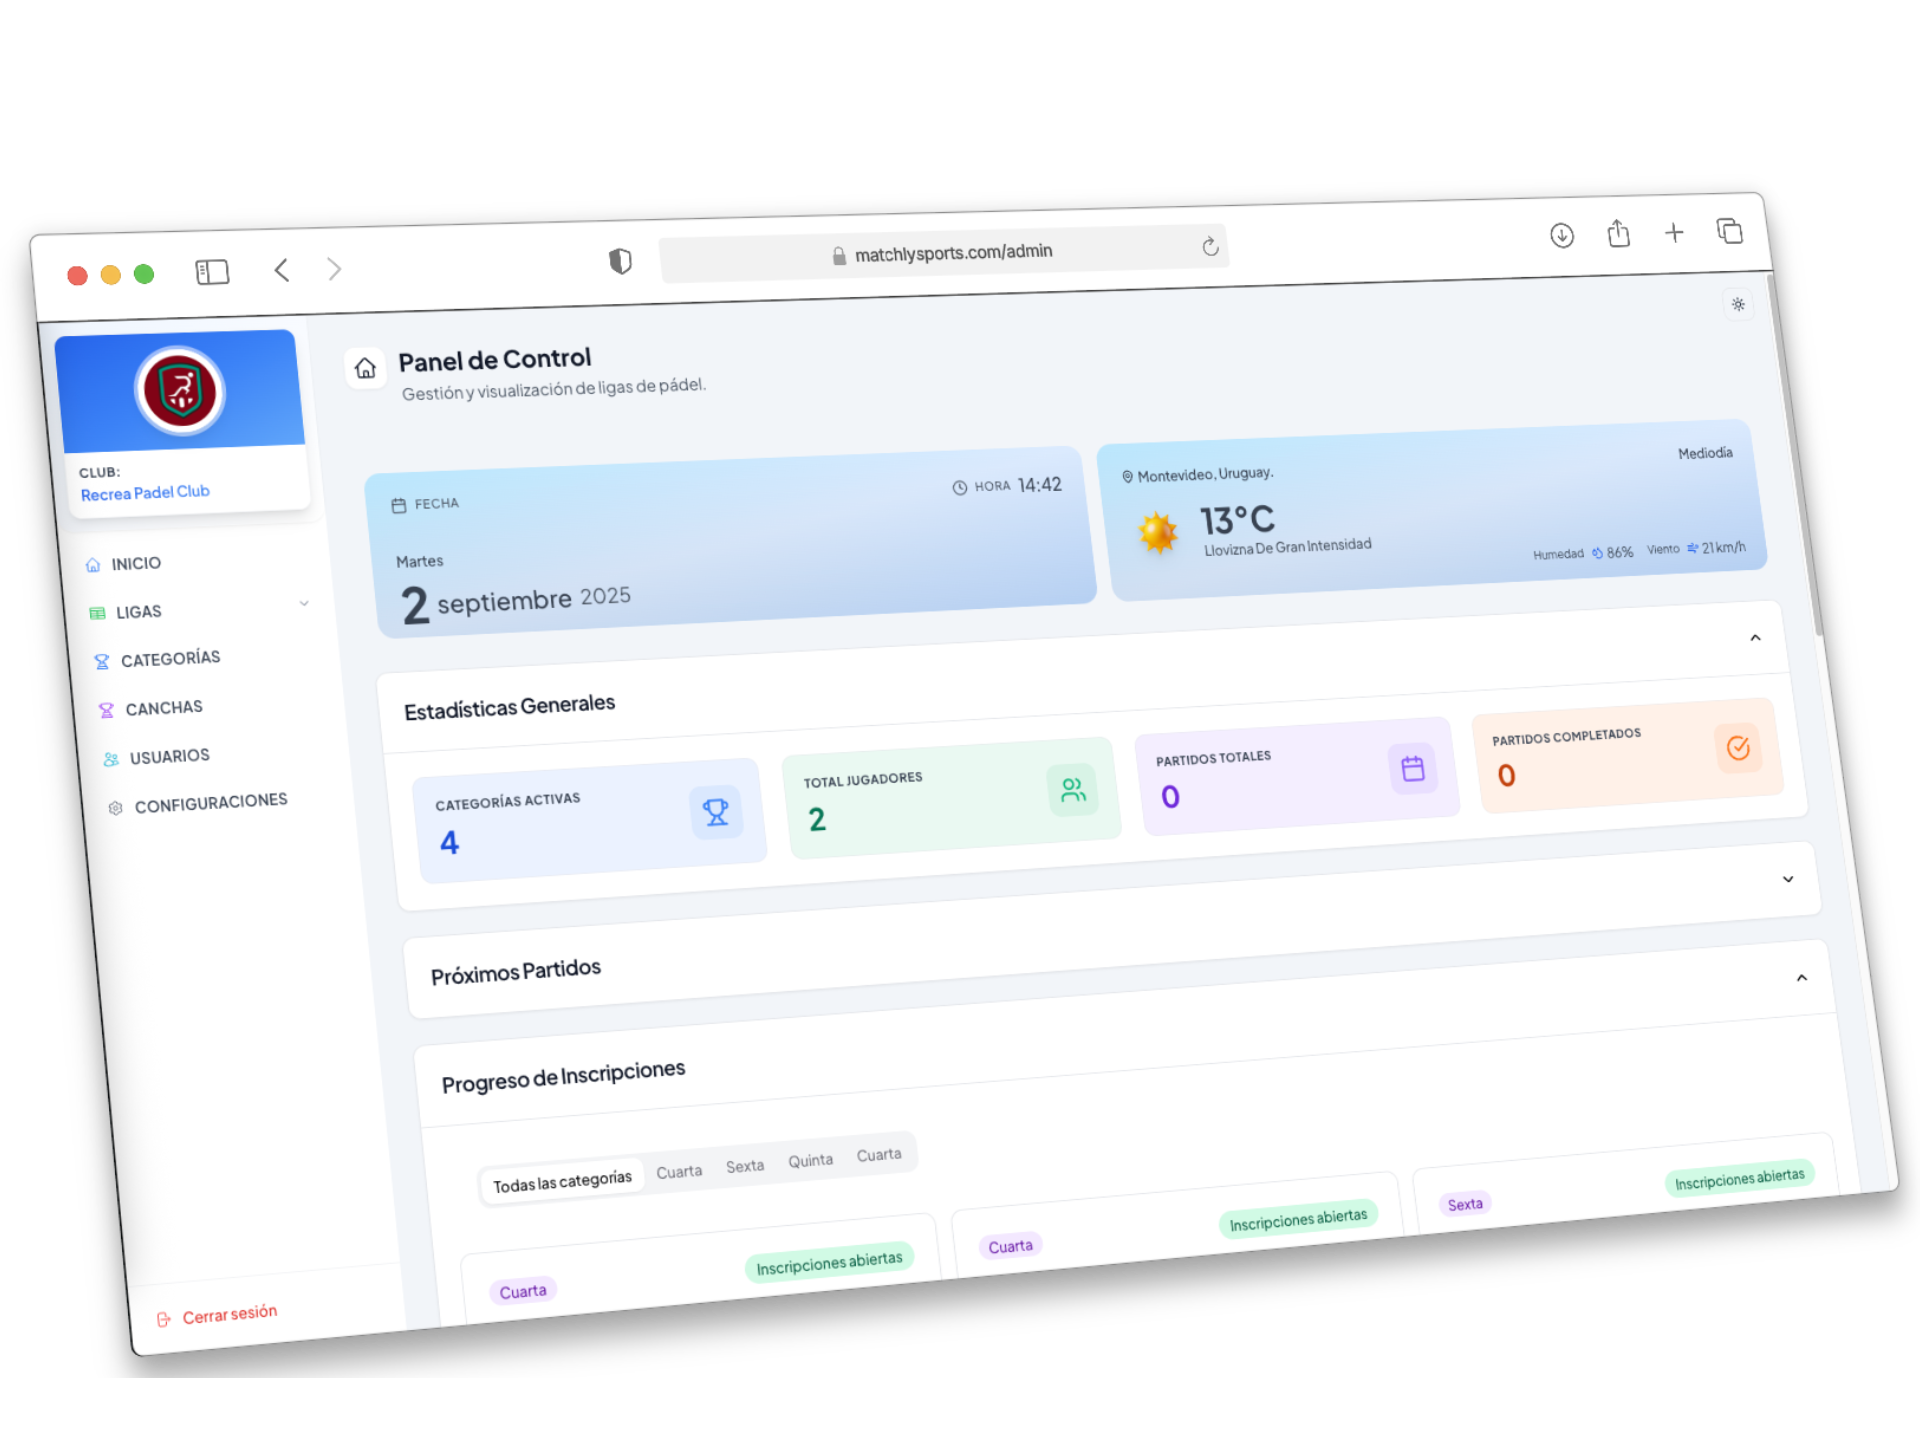 matchlysports.com/admin
CLUB:
Recrea Padel Club
INICIO
LIGAS
CATEGORÍAS
CANCHAS
USUARIOS
CONFIGURACIONES
Cerrar sesión
Panel de Control
Gestión y visualización de ligas de pádel.
FECHA
HORA 14:42
Martes
2 septiembre 2025
Montevideo, Uruguay.
Mediodía
13°C
Llovizna De Gran Intensidad
Humedad 86% Viento 21 km/h
Estadísticas Generales
CATEGORÍAS ACTIVAS
4
TOTAL JUGADORES
2
PARTIDOS TOTALES
0
PARTIDOS COMPLETADOS
0
Próximos Partidos
Progreso de Inscripciones
Todas las categorías Cuarta Sexta Quinta Cuarta
Cuarta Inscripciones abiertas
Cuarta Inscripciones abiertas
Sexta Inscripciones abiertas